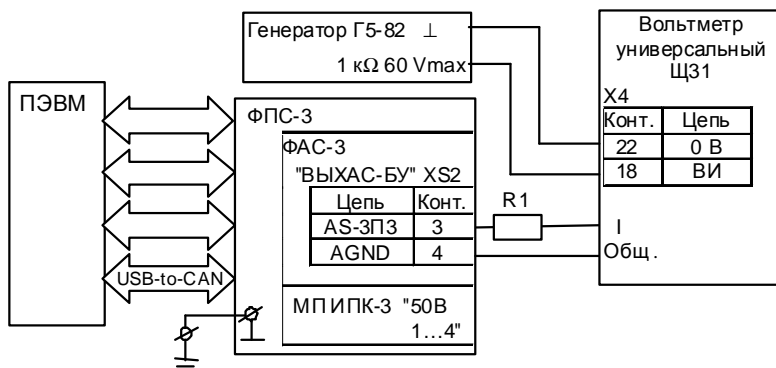 Генератор Г5-82 ⊥
1 кΩ 60 Vmax
Вольтметр
универсальный
Щ31
X4
Конт. Цепь
22 0 В
18 ВИ
I
Общ.
ПЭВМ
USB-to-CAN
ФПС-3
ФАС-3
"ВЫХАС-БУ" XS2
Цепь Конт.
AS-3П3 3
AGND 4
R1
МПИПК-3 "50В
1...4"